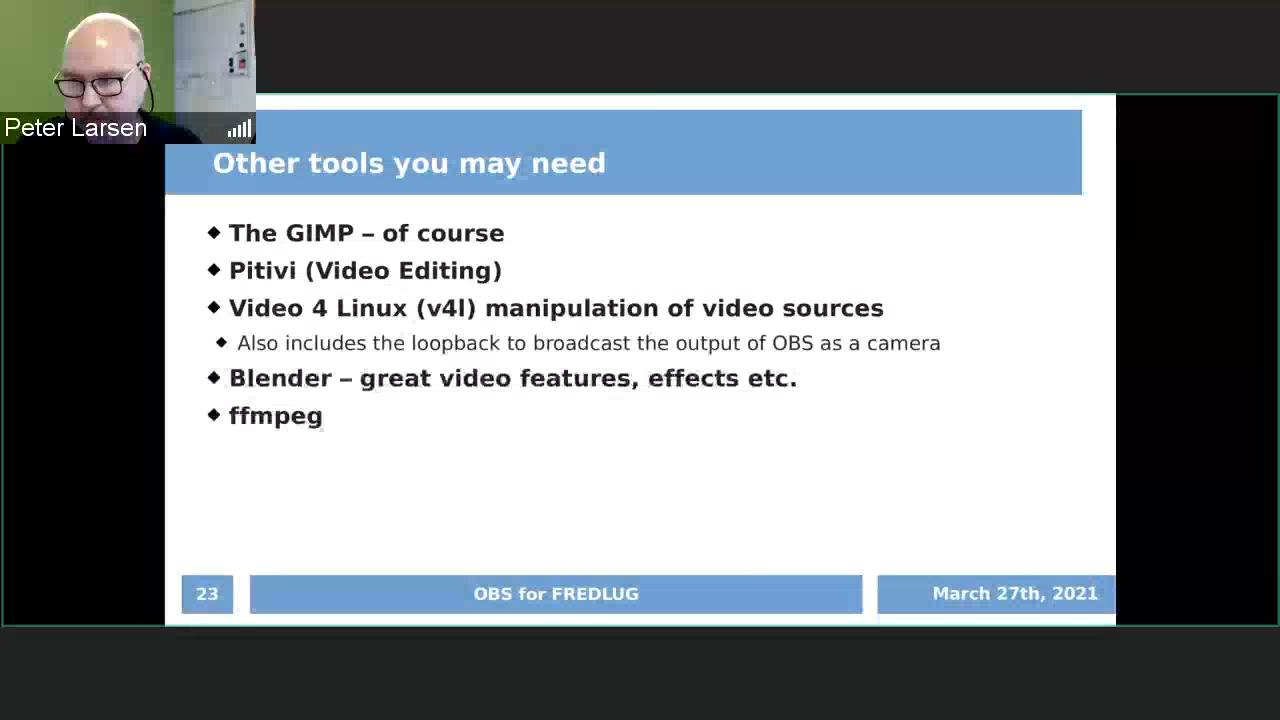 Peter Larsen
Other tools you may need
The GIMP – of course
Pitivi (Video Editing)
Video 4 Linux (v4l) manipulation of video sources
Also includes the loopback to broadcast the output of OBS as a camera
Blender – great video features, effects etc.
ffmpeg
23
OBS for FREDLUG
March 27th, 2021